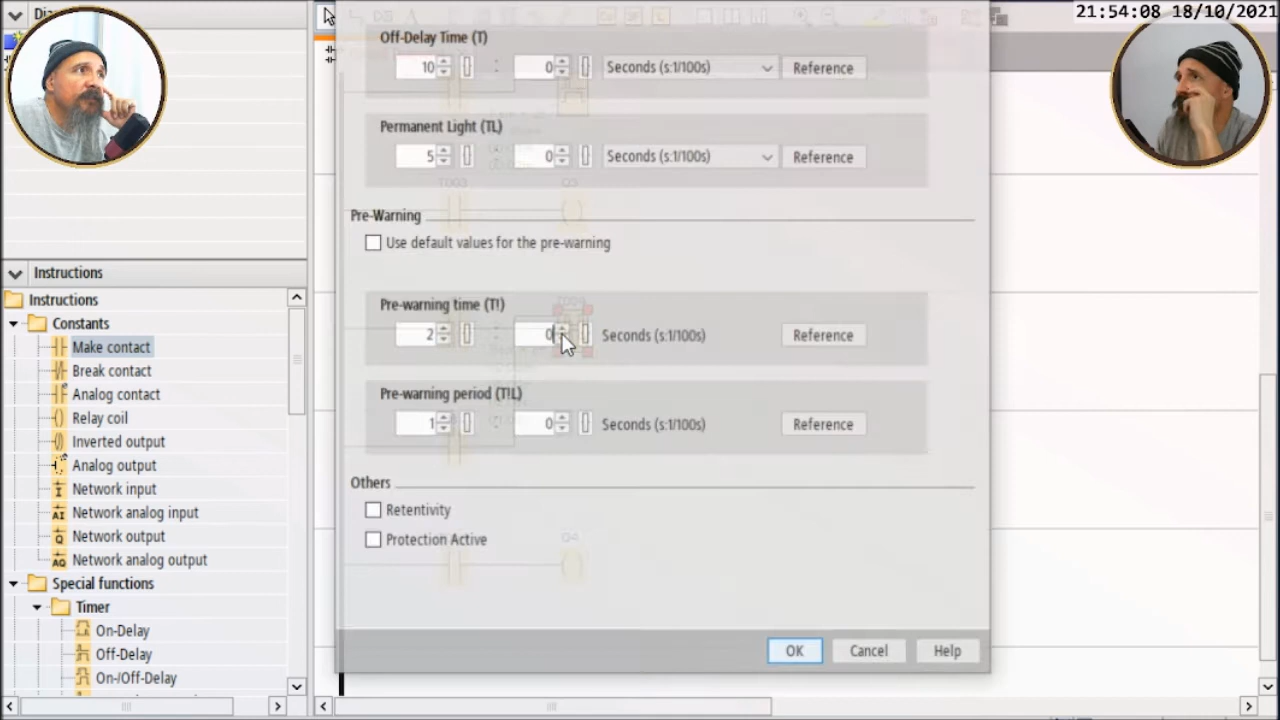 Dia
21:54:08 18/10/2021
Off-Delay Time (T)
10 : 0 Seconds (s:1/100s) Reference
Permanent Light (TL)
5 : 0 Seconds (s:1/100s) Reference
T003 Q3
Pre-Warning
Use default values for the pre-warning
Instructions
Instructions
Constants
Make contact
Break contact
Analog contact
Relay coil
Inverted output
Analog output
Network input
Network analog input
Network output
Network analog output
Special functions
Timer
On-Delay
Off-Delay
On-/Off-Delay
Pre-warning time (T!)
2 : 0 Seconds (s:1/100s) Reference
Pre-warning period (T!L)
1 : 0 Seconds (s:1/100s) Reference
Others
Retentivity
Protection Active
Q4
OK Cancel Help